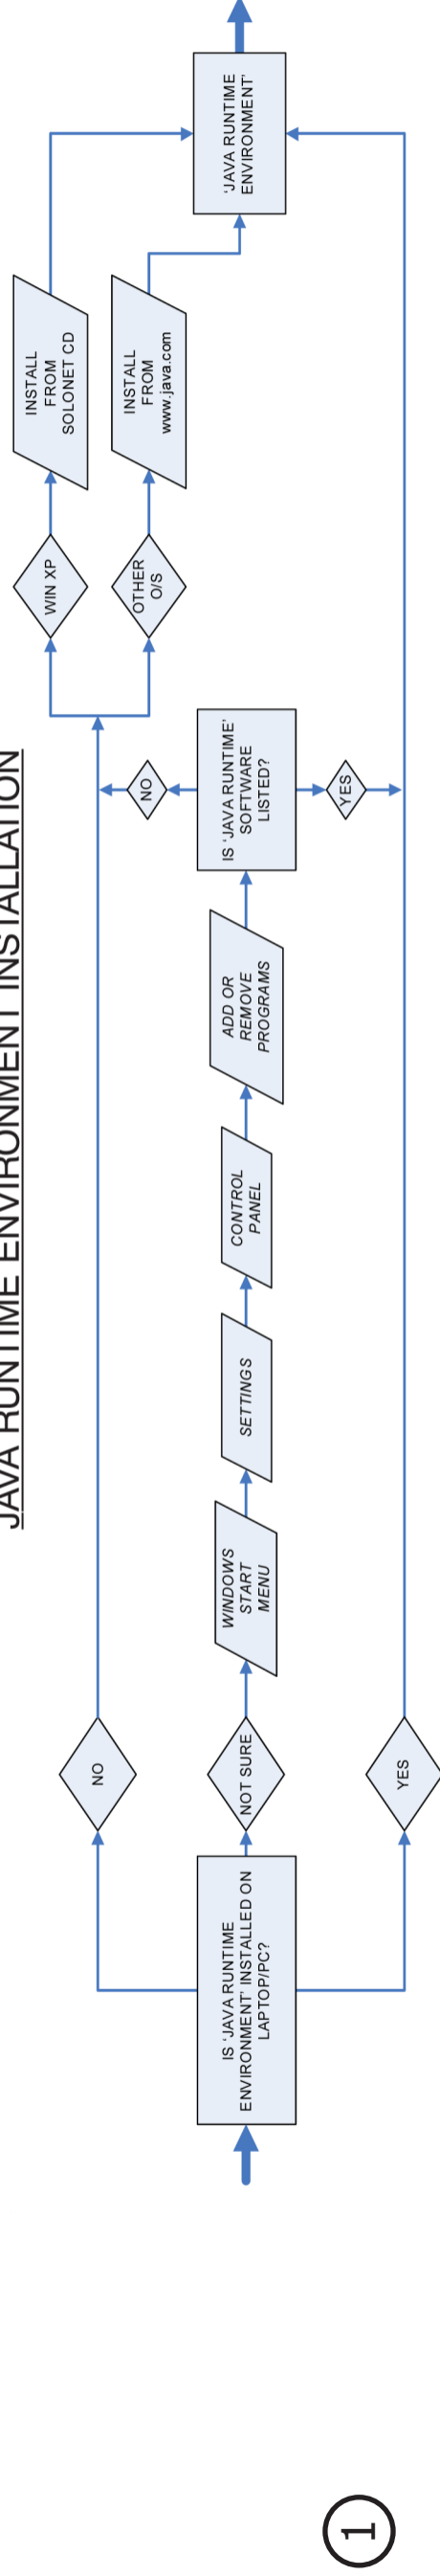 JAVA RUNTIME ENVIRONMENT INSTALLATION
1
IS ‘JAVA RUNTIME
ENVIRONMENT’ INSTALLED ON
LAPTOP/PC?
NO
NOT SURE
YES
WINDOWS
START
MENU
SETTINGS
CONTROL
PANEL
ADD OR
REMOVE
PROGRAMS
IS ‘JAVA RUNTIME’
SOFTWARE
LISTED?
NO
YES
WIN XP
OTHER
O/S
INSTALL
FROM
SOLONET CD
INSTALL
FROM
www.java.com
‘JAVA RUNTIME
ENVIRONMENT’